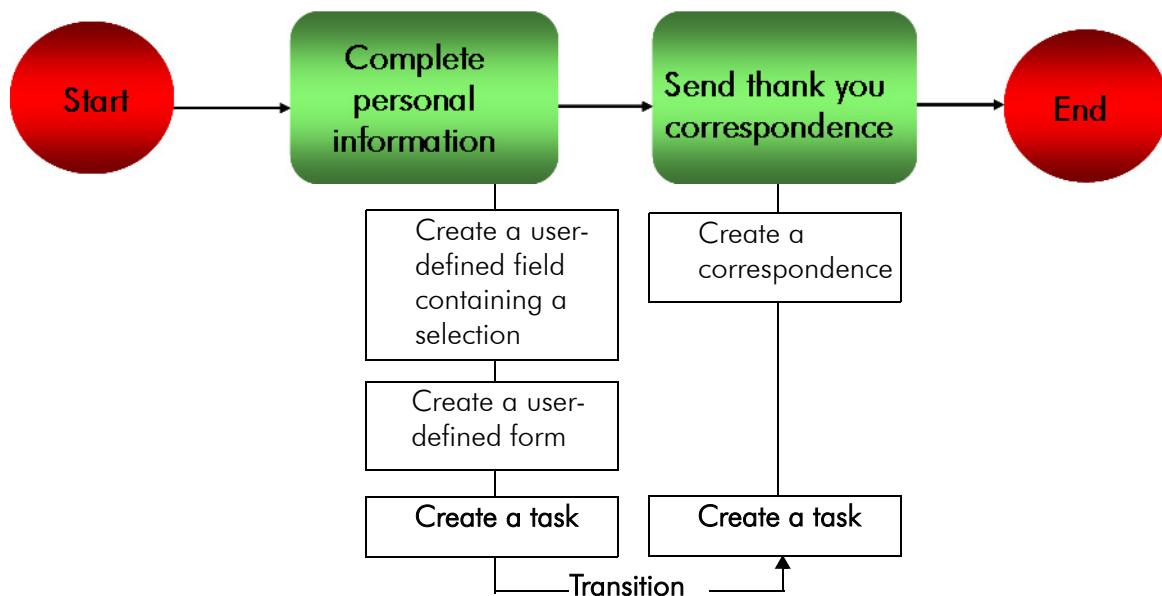 Start
Complete
personal
information
Send thank you
correspondence
End
Create a user-
defined field
containing a
selection
Create a user-
defined form
Create a task
Create a
correspondence
Create a task
Transition